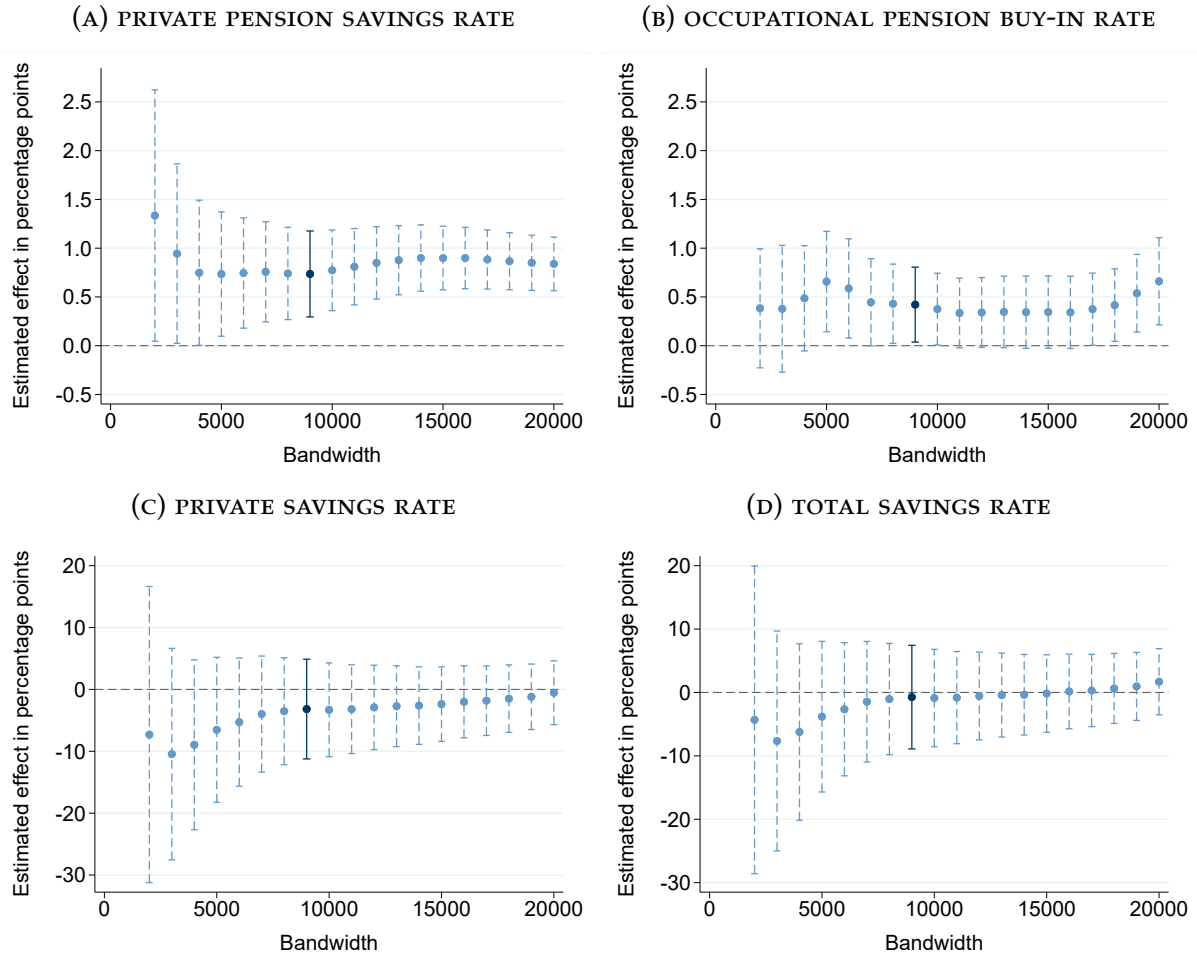 (A) PRIVATE PENSION SAVINGS RATE
Estimated effect in percentage points
2.5
2.0
1.5
1.0
0.5
0.0
-0.5
0 5000 10000 15000 20000
Bandwidth
(B) OCCUPATIONAL PENSION BUY-IN RATE
Estimated effect in percentage points
2.5
2.0
1.5
1.0
0.5
0.0
-0.5
0 5000 10000 15000 20000
Bandwidth
(C) PRIVATE SAVINGS RATE
Estimated effect in percentage points
20
10
0
-10
-20
-30
0 5000 10000 15000 20000
Bandwidth
(D) TOTAL SAVINGS RATE
Estimated effect in percentage points
20
10
0
-10
-20
-30
0 5000 10000 15000 20000
Bandwidth